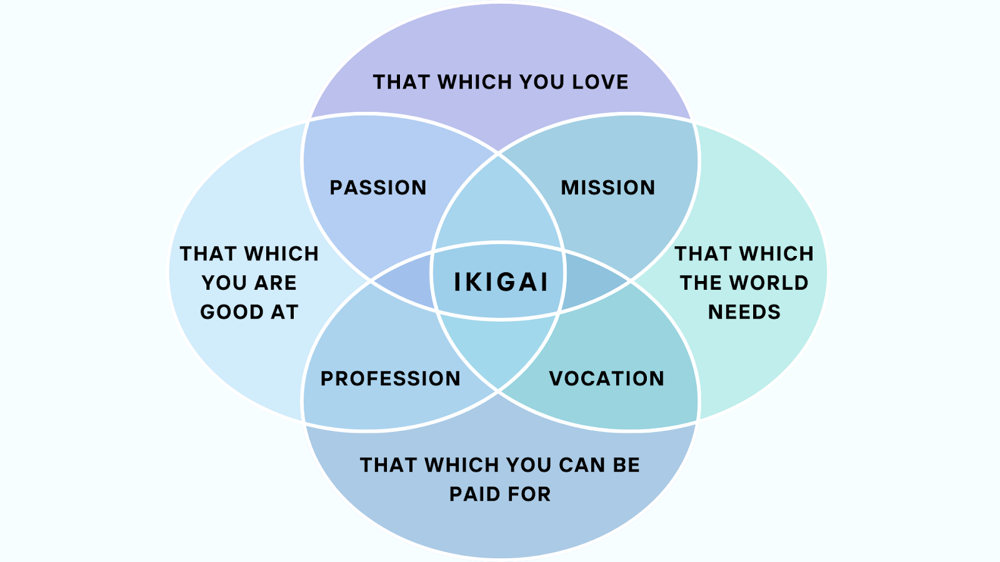 THAT WHICH YOU LOVE
PASSION
MISSION
THAT WHICH
YOU ARE
GOOD AT
IKIGAI
THAT WHICH
THE WORLD
NEEDS
PROFESSION
VOCATION
THAT WHICH YOU CAN BE
PAID FOR